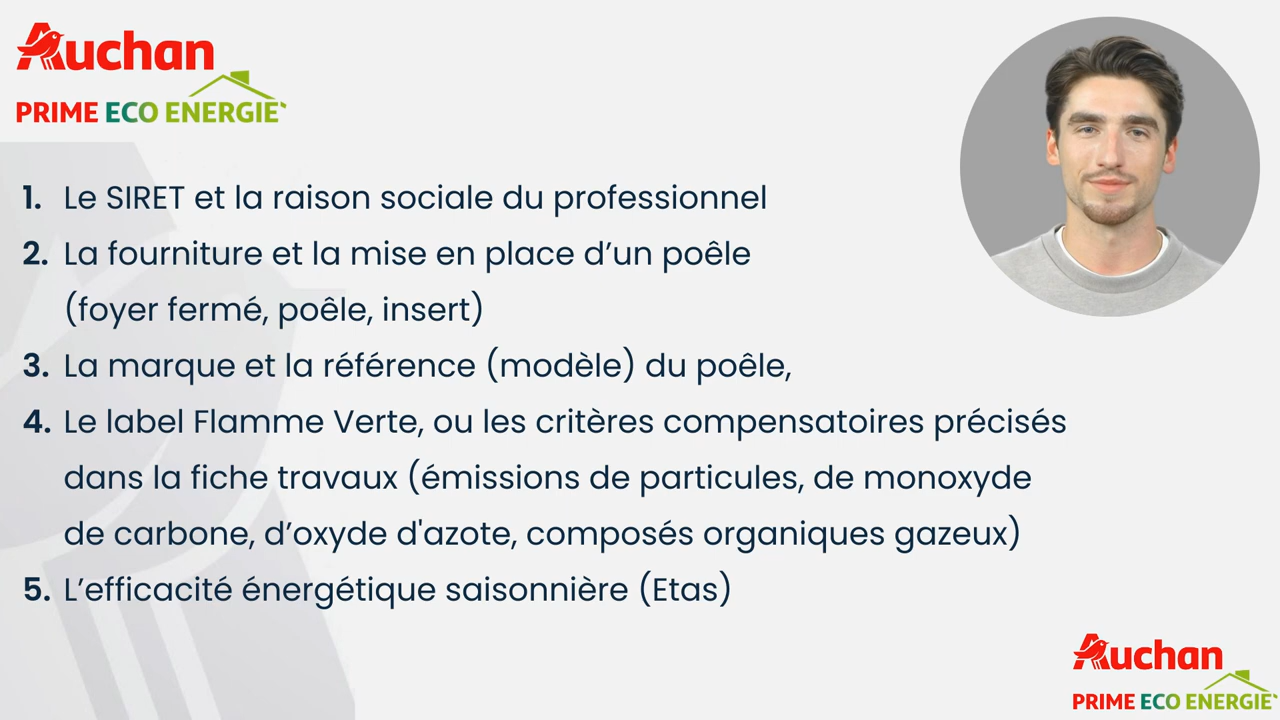 Auchan
PRIME ECO ENERGIE
1. Le SIRET et la raison sociale du professionnel
2. La fourniture et la mise en place d’un poêle
(foyer fermé, poêle, insert)
3. La marque et la référence (modèle) du poêle,
4. Le label Flamme Verte, ou les critères compensatoires précisés
dans la fiche travaux (émissions de particules, de monoxyde
de carbone, d’oxyde d'azote, composés organiques gazeux)
5. L’efficacité énergétique saisonnière (Etas)
Auchan
PRIME ECO ENERGIE